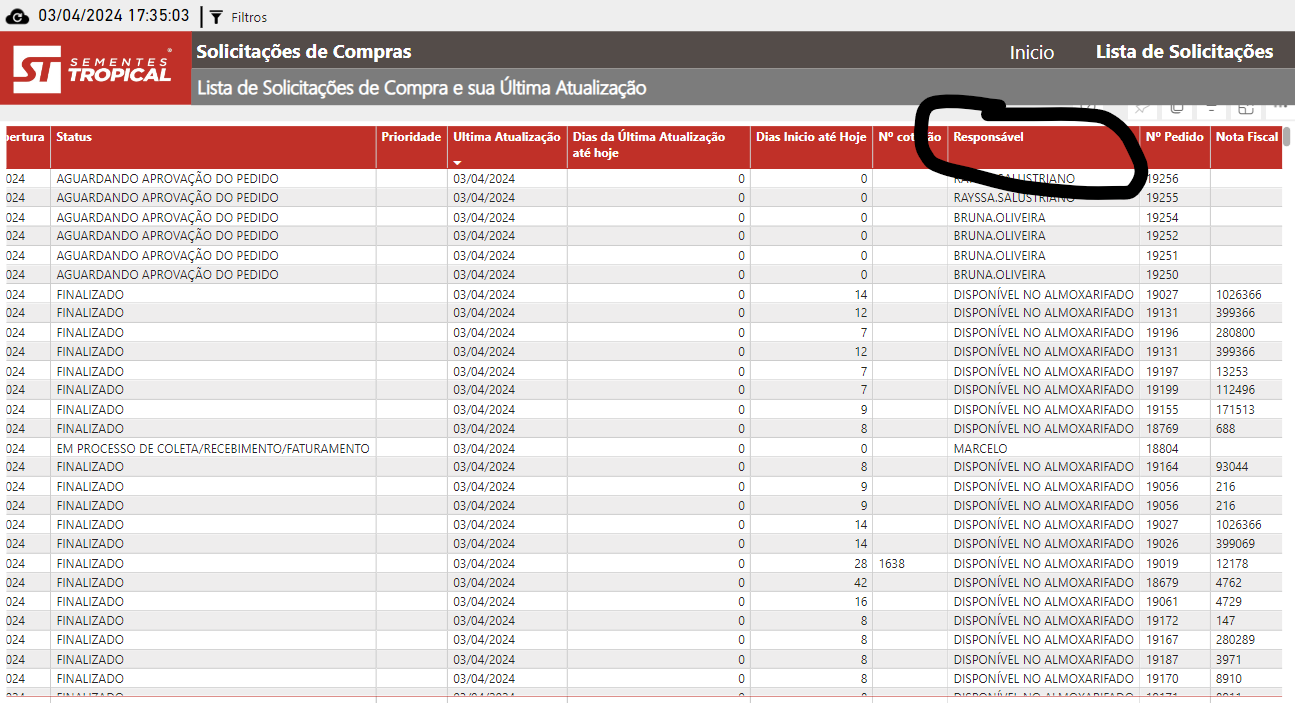 03/04/2024 17:35:03 Filtros
SEMENTES TROPICAL
Solicitações de Compras Inicio Lista de Solicitações
Lista de Solicitações de Compra e sua Última Atualização
pertura Status Prioridade Ultima Atualização Dias da Última Atualização até hoje Dias Inicio até Hoje Nº Responsável Nº Pedido Nota Fiscal
024 AGUARDANDO APROVAÇÃO DO PEDIDO 03/04/2024 0 0 19256
024 AGUARDANDO APROVAÇÃO DO PEDIDO 03/04/2024 0 0 RAYSSA.SALUSTRIANO 19255
024 AGUARDANDO APROVAÇÃO DO PEDIDO 03/04/2024 0 0 BRUNA.OLIVEIRA 19254
024 AGUARDANDO APROVAÇÃO DO PEDIDO 03/04/2024 0 0 BRUNA.OLIVEIRA 19252
024 AGUARDANDO APROVAÇÃO DO PEDIDO 03/04/2024 0 0 BRUNA.OLIVEIRA 19251
024 AGUARDANDO APROVAÇÃO DO PEDIDO 03/04/2024 0 0 BRUNA.OLIVEIRA 19250
024 FINALIZADO 03/04/2024 0 14 DISPONÍVEL NO ALMOXARIFADO 19027 1026366
024 FINALIZADO 03/04/2024 0 12 DISPONÍVEL NO ALMOXARIFADO 19131 399366
024 FINALIZADO 03/04/2024 0 7 DISPONÍVEL NO ALMOXARIFADO 19196 280800
024 FINALIZADO 03/04/2024 0 12 DISPONÍVEL NO ALMOXARIFADO 19131 399366
024 FINALIZADO 03/04/2024 0 7 DISPONÍVEL NO ALMOXARIFADO 19197 13253
024 FINALIZADO 03/04/2024 0 7 DISPONÍVEL NO ALMOXARIFADO 19199 112496
024 FINALIZADO 03/04/2024 0 9 DISPONÍVEL NO ALMOXARIFADO 19155 171513
024 FINALIZADO 03/04/2024 0 8 DISPONÍVEL NO ALMOXARIFADO 18769 688
024 EM PROCESSO DE COLETA/RECEBIMENTO/FATURAMENTO 03/04/2024 0 0 MARCELO 18804
024 FINALIZADO 03/04/2024 0 8 DISPONÍVEL NO ALMOXARIFADO 19164 93044
024 FINALIZADO 03/04/2024 0 9 DISPONÍVEL NO ALMOXARIFADO 19056 216
024 FINALIZADO 03/04/2024 0 9 DISPONÍVEL NO ALMOXARIFADO 19056 216
024 FINALIZADO 03/04/2024 0 14 DISPONÍVEL NO ALMOXARIFADO 19027 1026366
024 FINALIZADO 03/04/2024 0 14 DISPONÍVEL NO ALMOXARIFADO 19026 399069
024 FINALIZADO 03/04/2024 0 28 1638 DISPONÍVEL NO ALMOXARIFADO 19019 12178
024 FINALIZADO 03/04/2024 0 42 DISPONÍVEL NO ALMOXARIFADO 18679 4762
024 FINALIZADO 03/04/2024 0 16 DISPONÍVEL NO ALMOXARIFADO 19061 4729
024 FINALIZADO 03/04/2024 0 8 DISPONÍVEL NO ALMOXARIFADO 19172 147
024 FINALIZADO 03/04/2024 0 8 DISPONÍVEL NO ALMOXARIFADO 19167 280289
024 FINALIZADO 03/04/2024 0 8 DISPONÍVEL NO ALMOXARIFADO 19187 3971
024 FINALIZADO 03/04/2024 0 8 DISPONÍVEL NO ALMOXARIFADO 19170 8910